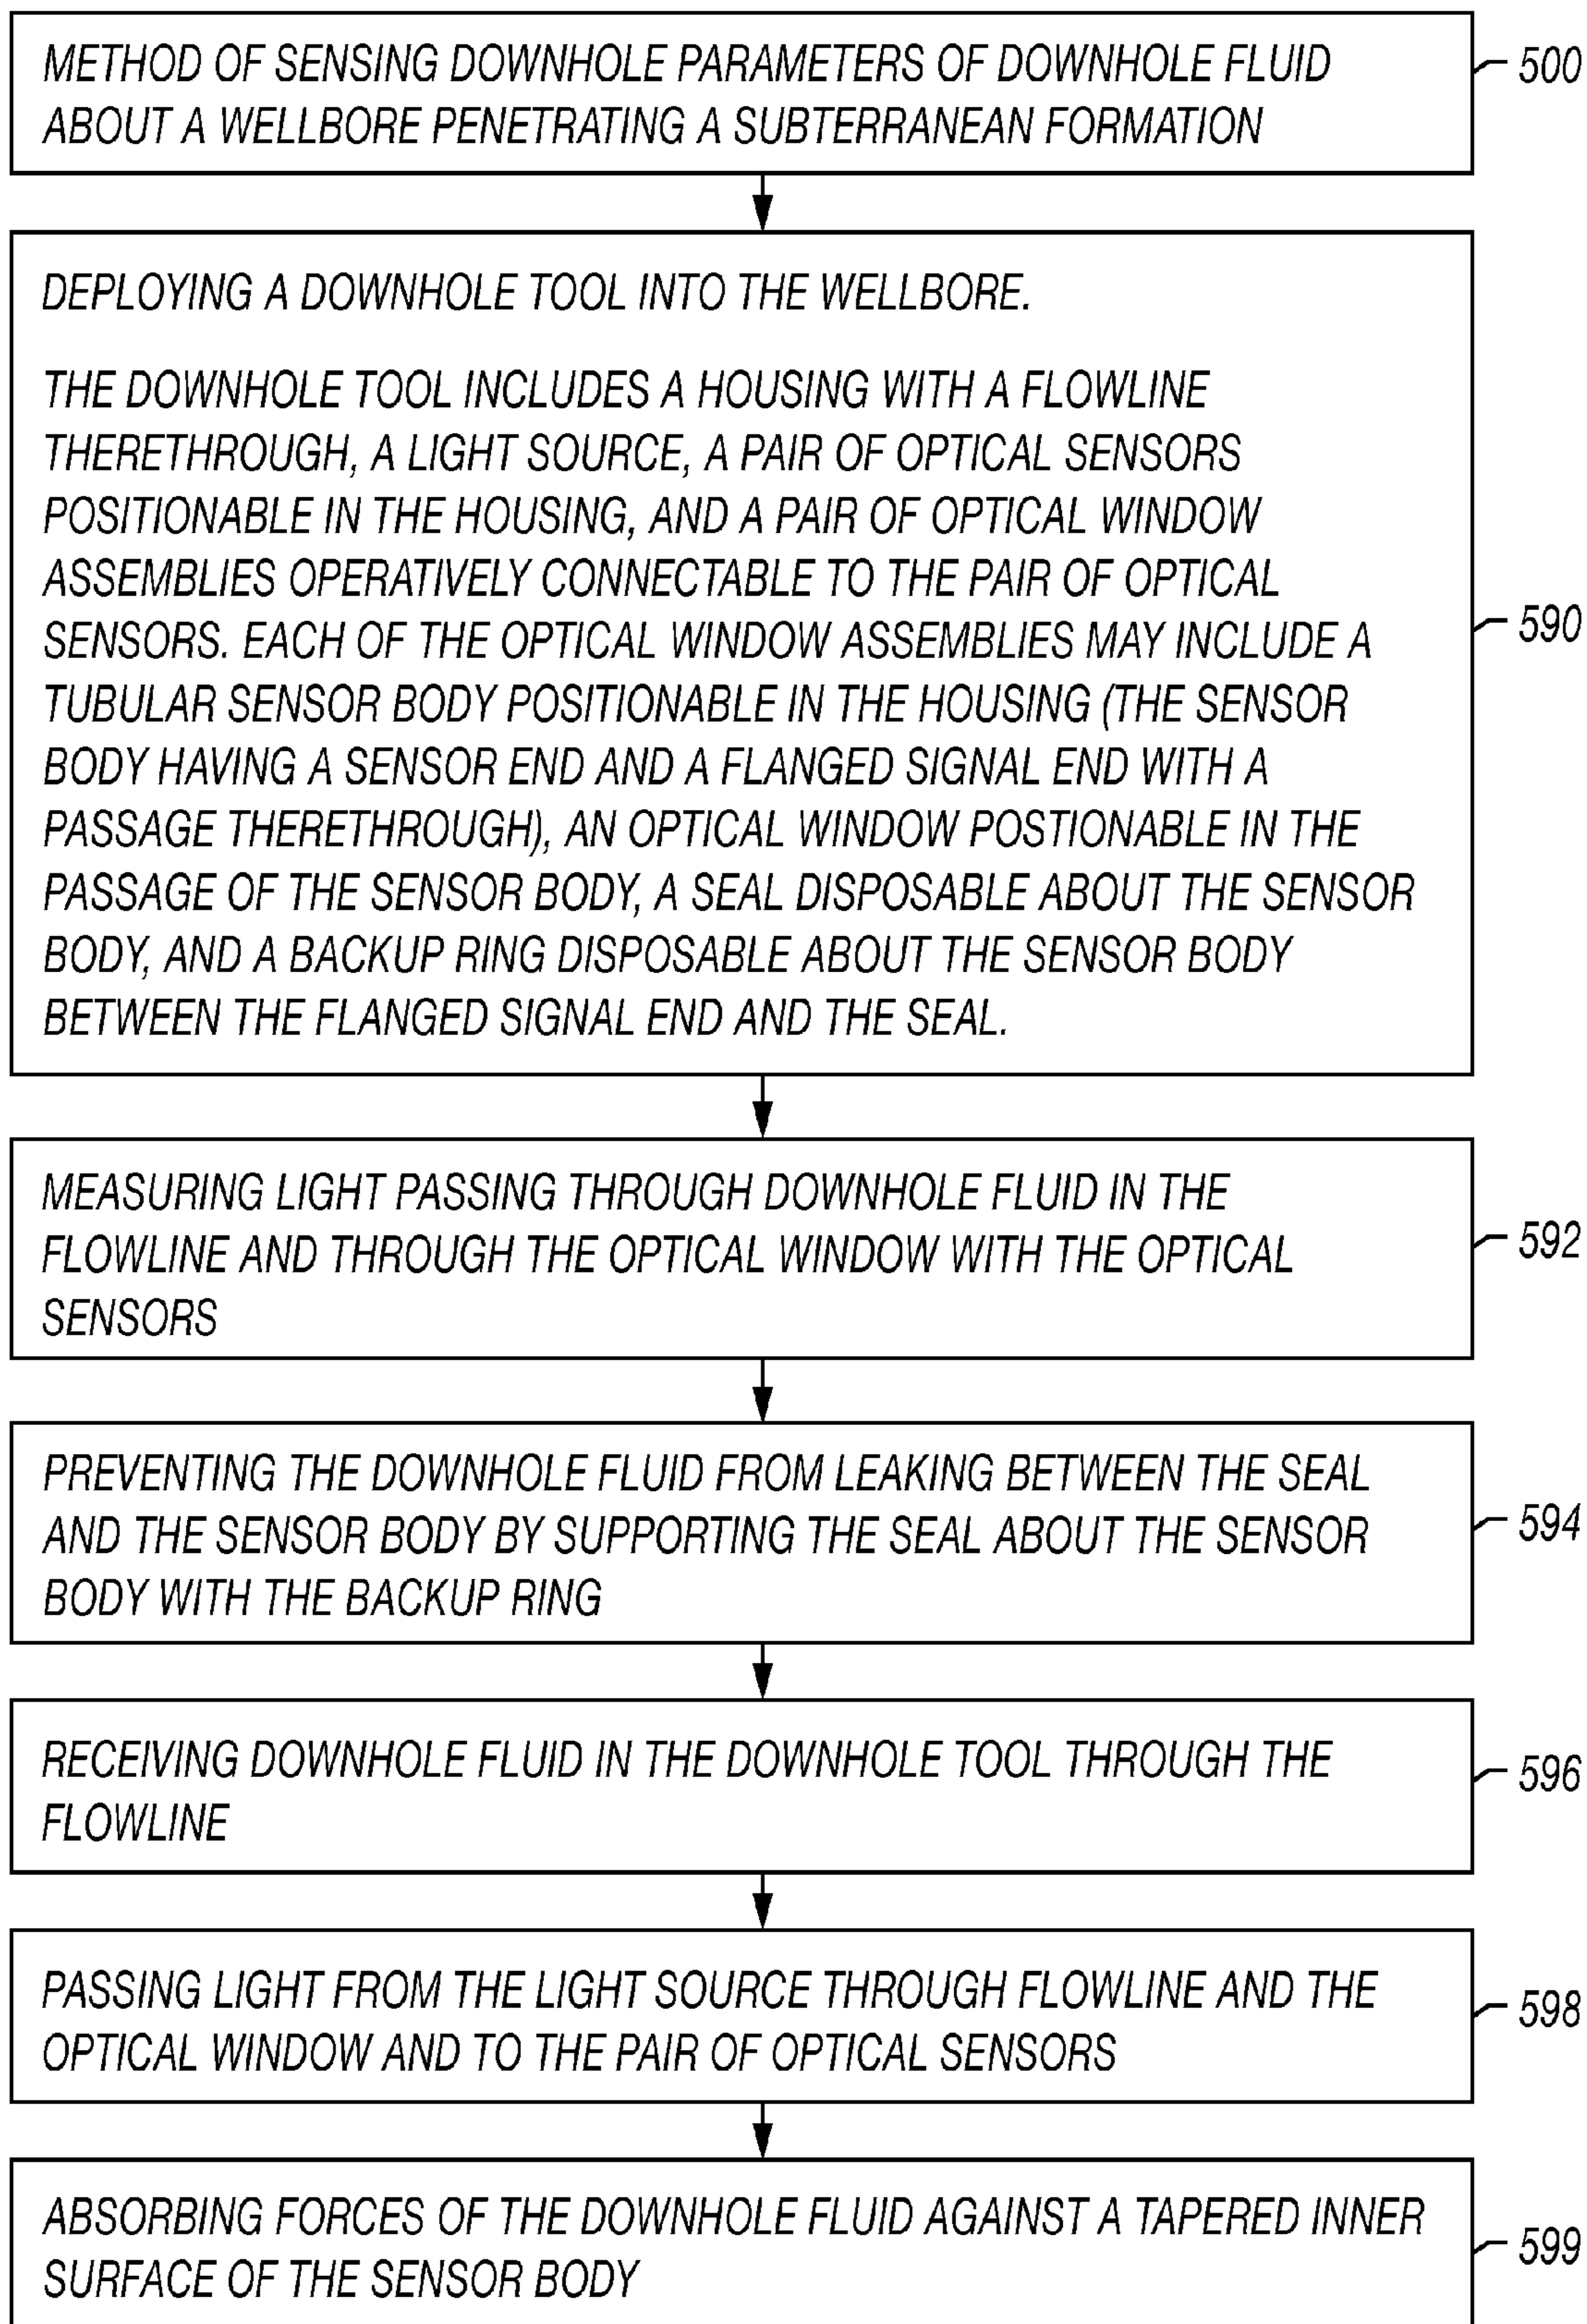 METHOD OF SENSING DOWNHOLE PARAMETERS OF DOWNHOLE FLUID
ABOUT A WELLBORE PENETRATING A SUBTERRANEAN FORMATION
500
DEPLOYING A DOWNHOLE TOOL INTO THE WELLBORE.
THE DOWNHOLE TOOL INCLUDES A HOUSING WITH A FLOWLINE
THERETHROUGH, A LIGHT SOURCE, A PAIR OF OPTICAL SENSORS
POSITIONABLE IN THE HOUSING, AND A PAIR OF OPTICAL WINDOW
ASSEMBLIES OPERATIVELY CONNECTABLE TO THE PAIR OF OPTICAL
SENSORS. EACH OF THE OPTICAL WINDOW ASSEMBLIES MAY INCLUDE A
TUBULAR SENSOR BODY POSITIONABLE IN THE HOUSING (THE SENSOR
BODY HAVING A SENSOR END AND A FLANGED SIGNAL END WITH A
PASSAGE THERETHROUGH), AN OPTICAL WINDOW POSTIONABLE IN THE
PASSAGE OF THE SENSOR BODY, A SEAL DISPOSABLE ABOUT THE SENSOR
BODY, AND A BACKUP RING DISPOSABLE ABOUT THE SENSOR BODY
BETWEEN THE FLANGED SIGNAL END AND THE SEAL.
590
MEASURING LIGHT PASSING THROUGH DOWNHOLE FLUID IN THE
FLOWLINE AND THROUGH THE OPTICAL WINDOW WITH THE OPTICAL
SENSORS
592
PREVENTING THE DOWNHOLE FLUID FROM LEAKING BETWEEN THE SEAL
AND THE SENSOR BODY BY SUPPORTING THE SEAL ABOUT THE SENSOR
BODY WITH THE BACKUP RING
594
RECEIVING DOWNHOLE FLUID IN THE DOWNHOLE TOOL THROUGH THE
FLOWLINE
596
PASSING LIGHT FROM THE LIGHT SOURCE THROUGH FLOWLINE AND THE
OPTICAL WINDOW AND TO THE PAIR OF OPTICAL SENSORS
598
ABSORBING FORCES OF THE DOWNHOLE FLUID AGAINST A TAPERED INNER
SURFACE OF THE SENSOR BODY
599